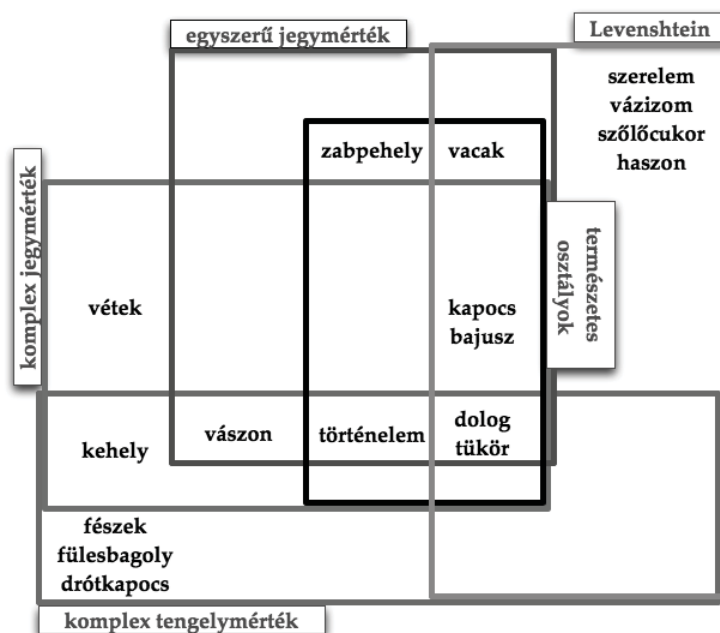 egyszerű jegymérték
Levenshtein
szerelem
vázizom
szőlőcukor
haszon
zabpehely vacak
komplex jegymérték
természetes
osztályok
vétek
kapocs
bajusz
kehely
vászon
történelem
dolog
tükör
fészek
fülesbagoly
drótkapocs
komplex tengelymérték